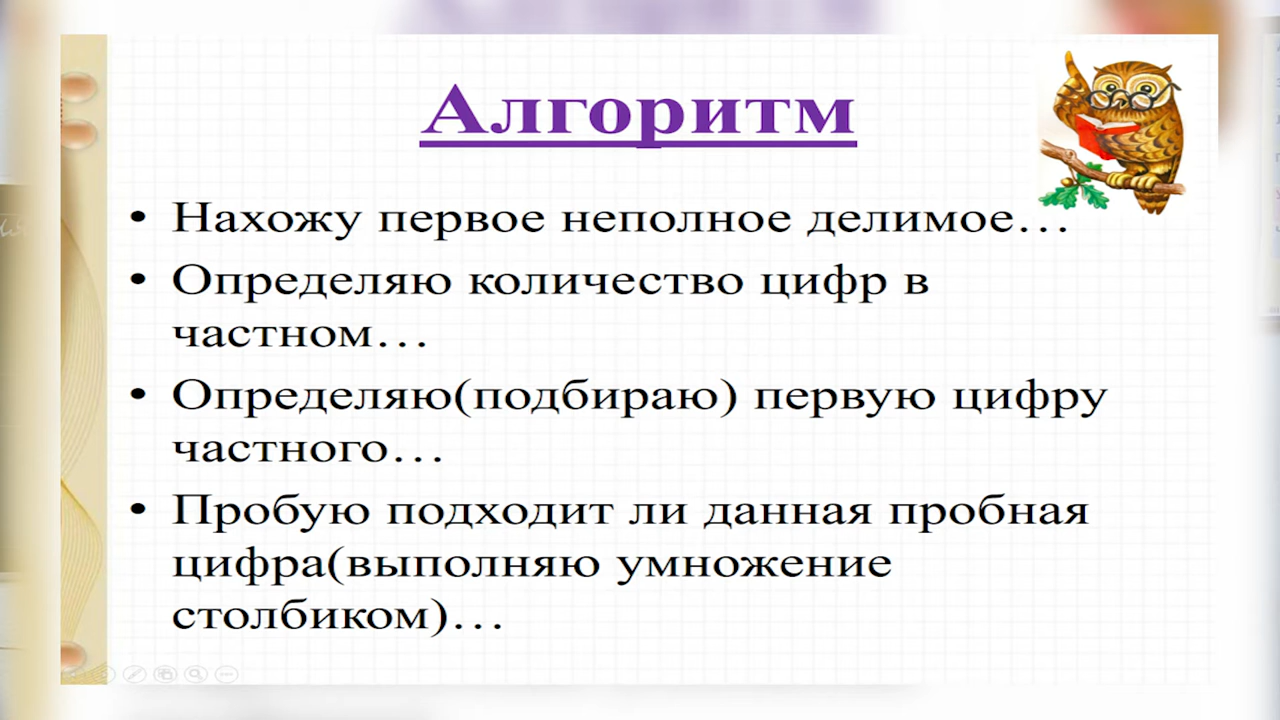 Алгоритм
• Нахожу первое неполное делимое…
• Определяю количество цифр в
частном…
• Определяю(подбираю) первую цифру
частного…
• Пробую подходит ли данная пробная
цифра(выполняю умножение
столбиком)…